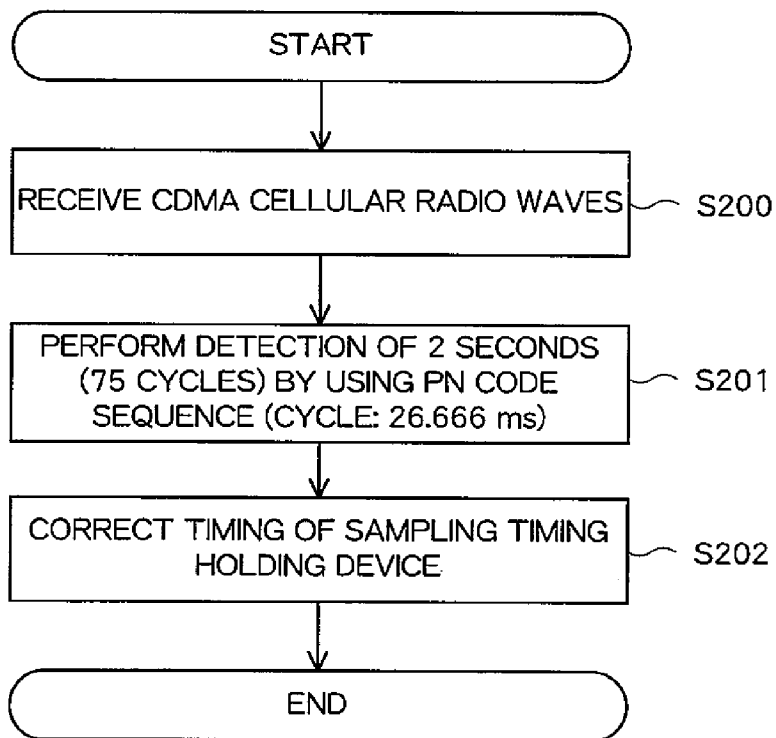 START
RECEIVE CDMA CELLULAR RADIO WAVES
S200
PERFORM DETECTION OF 2 SECONDS
(75 CYCLES) BY USING PN CODE
SEQUENCE (CYCLE: 26.666 ms)
S201
CORRECT TIMING OF SAMPLING TIMING
HOLDING DEVICE
S202
END